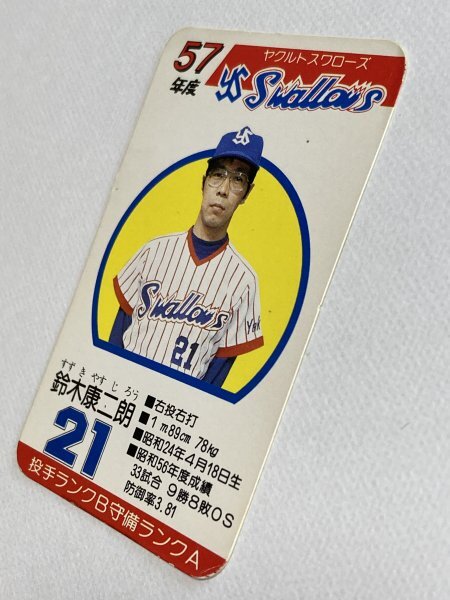 57
年度
ヤクルトスワローズ
YS Swallows
YS
Swallows
21
Yak
すずき やす じ ろう
鈴木康二朗
21
■右投右打
■1m89cm 78kg
■昭和24年4月18日生
■昭和56年度成績
33試合 9勝8敗0S
防御率3.81
投手ランクB守備ランクA